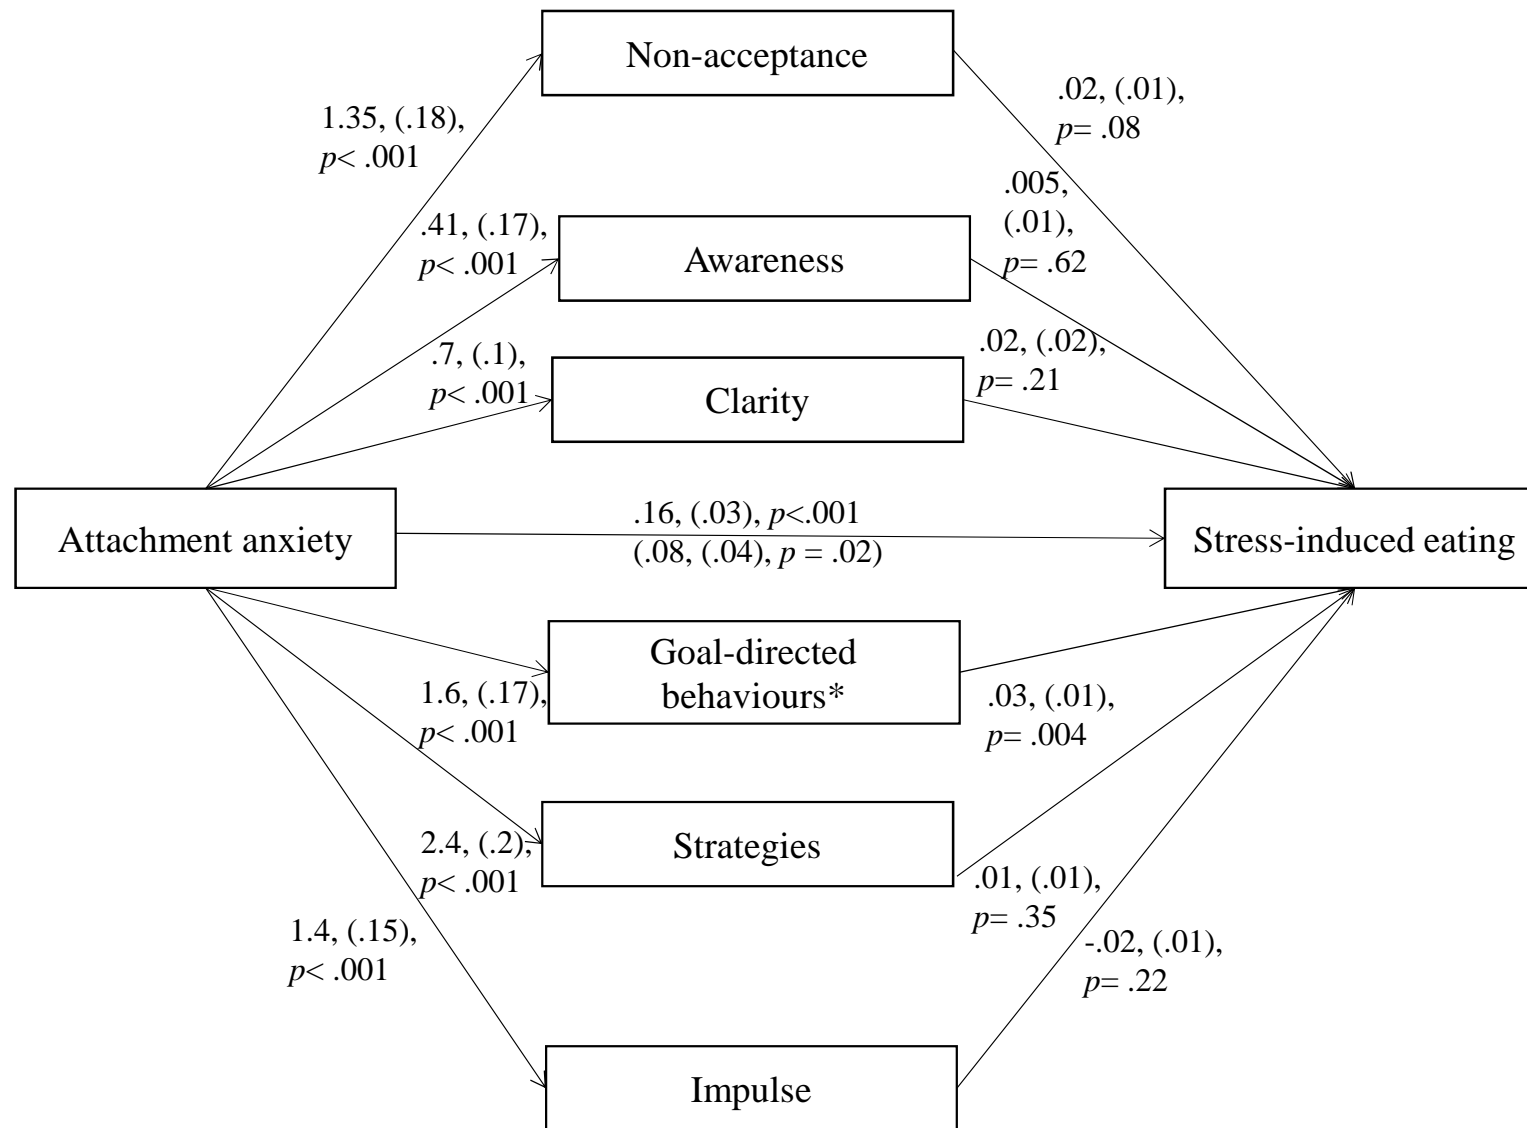 Non-acceptance
1.35, (.18),
p< .001
.02, (.01),
p= .08
.41, (.17),
p< .001
Awareness
.005,
(.01),
p= .62
.7, (.1),
p< .001
Clarity
.02, (.02),
p= .21
Attachment anxiety
.16, (.03), p<.001
(.08, (.04), p = .02)
Stress-induced eating
Goal-directed
behaviours*
1.6, (.17),
p< .001
.03, (.01),
p= .004
Strategies
2.4, (.2),
p< .001
.01, (.01),
p= .35
1.4, (.15),
p< .001
-.02, (.01),
p= .22
Impulse